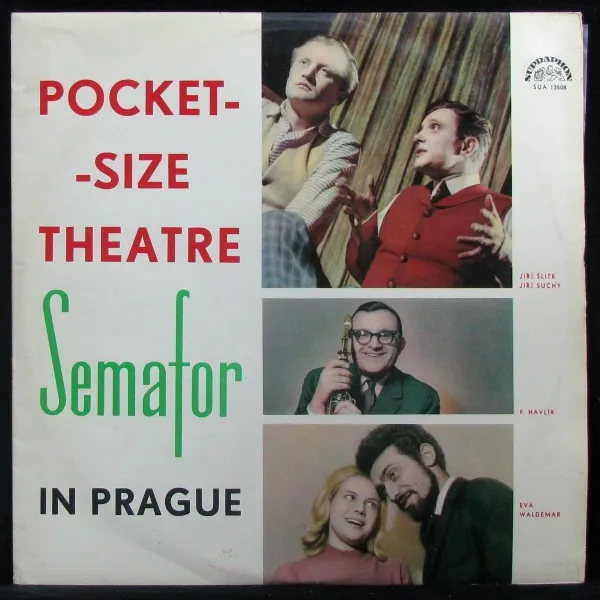 POCKET-
-SIZE
THEATRE
Semafor
IN PRAGUE
SUPRAPHON
SUA 13508
JIŘÍ ŠLITR
JIŘÍ SUCHÝ
F. HAVLÍK
EVA
WALDEMAR